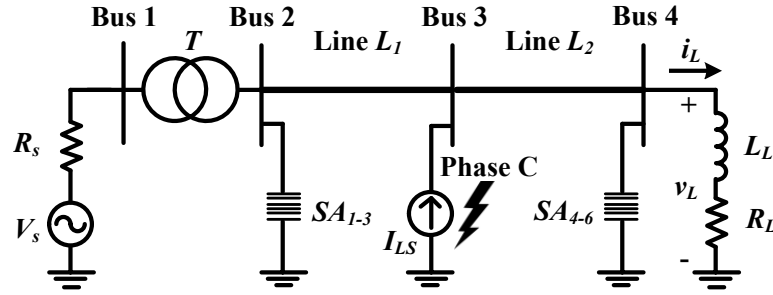 Bus 1
T
Bus 2
Line L1
Bus 3
Line L2
Bus 4
iL
+
Rs
Phase C
LL
SA1-3
SA4-6
vL
Vs
ILS
RL
-